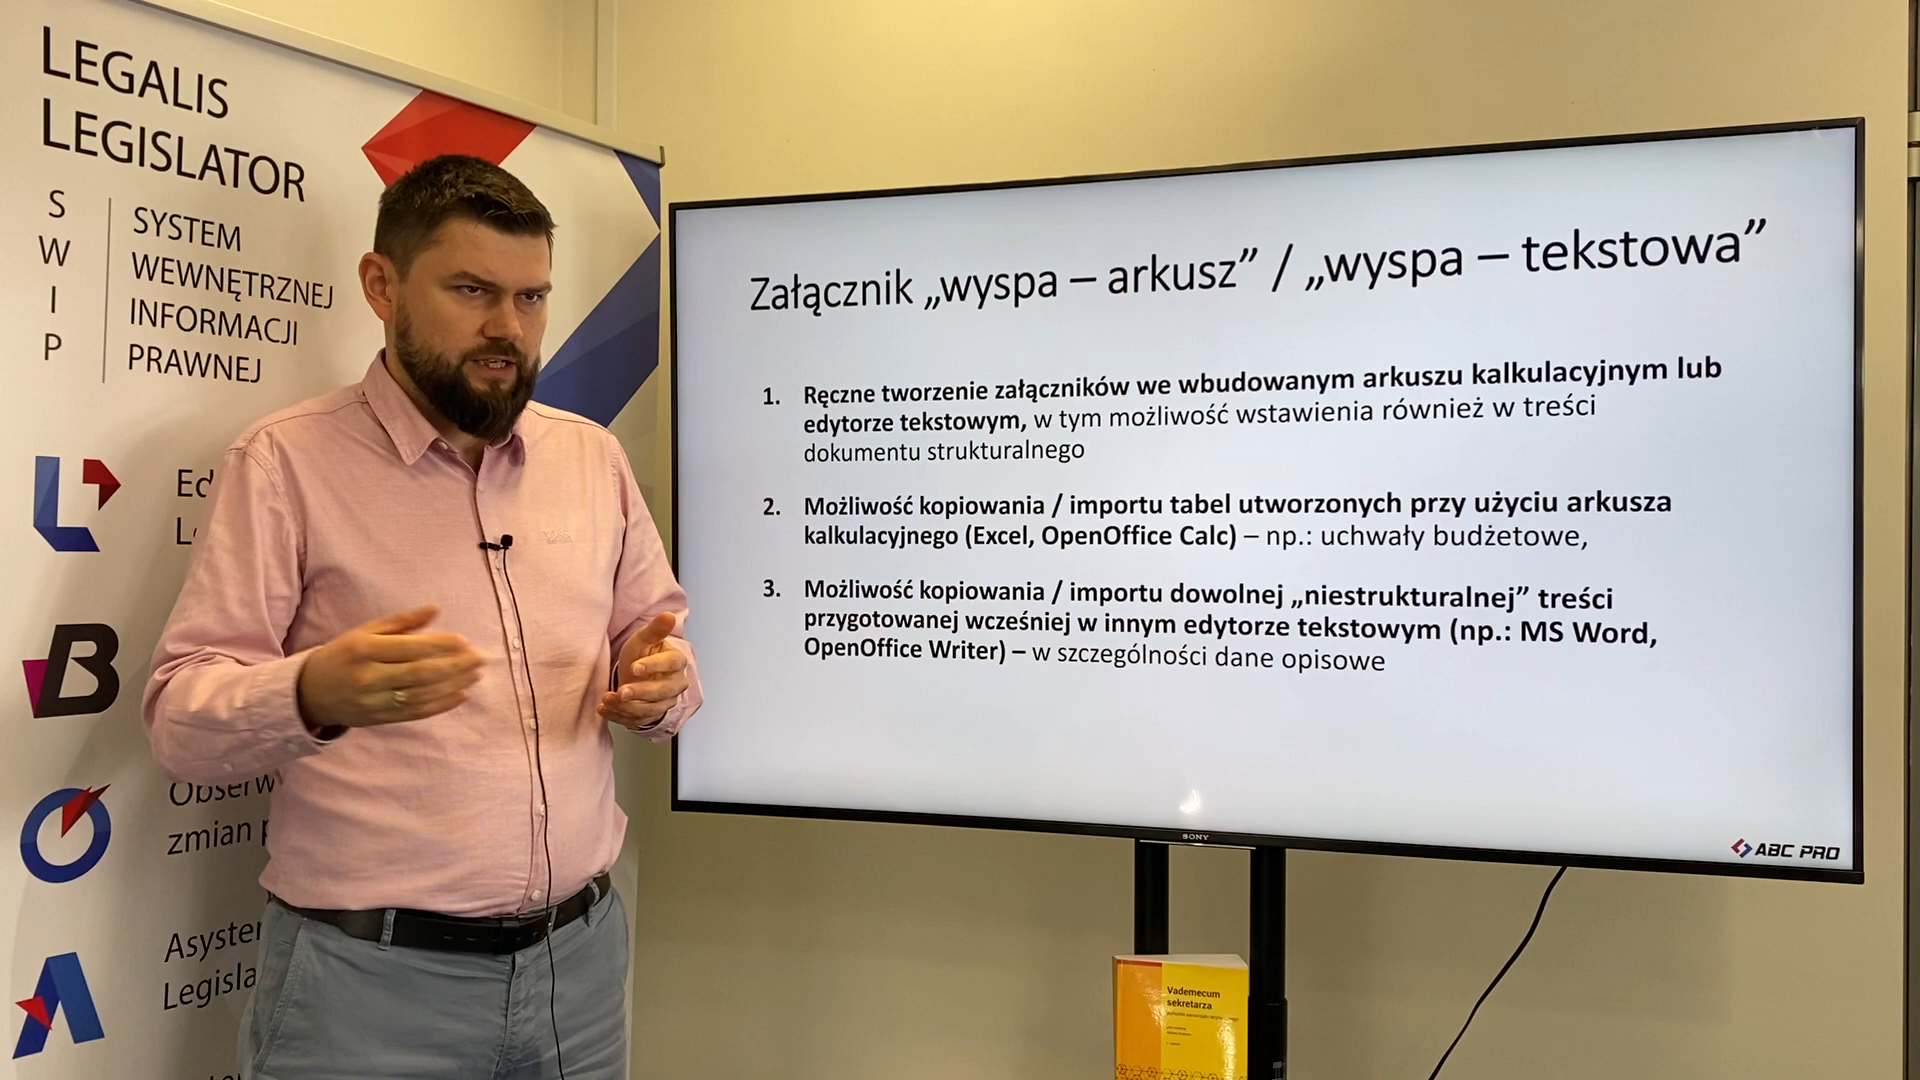 LEGALIS
LEGISLATOR
S
W
I
P
SYSTEM
WEWNĘTRZNEJ
INFORMACJI
PRAWNEJ
Załącznik „wyspa – arkusz” / „wyspa – tekstowa”
1. Ręczne tworzenie załączników we wbudowanym arkuszu kalkulacyjnym lub
edytorze tekstowym, w tym możliwość wstawienia również w treści
dokumentu strukturalnego
2. Możliwość kopiowania / importu tabel utworzonych przy użyciu arkusza
kalkulacyjnego (Excel, OpenOffice Calc) – np.: uchwały budżetowe,
3. Możliwość kopiowania / importu dowolnej „niestrukturalnej” treści
przygotowanej wcześniej w innym edytorze tekstowym (np.: MS Word,
OpenOffice Writer) – w szczególności dane opisowe
SONY
ABC PRO
B
zmian
Vademecum
sekretarza